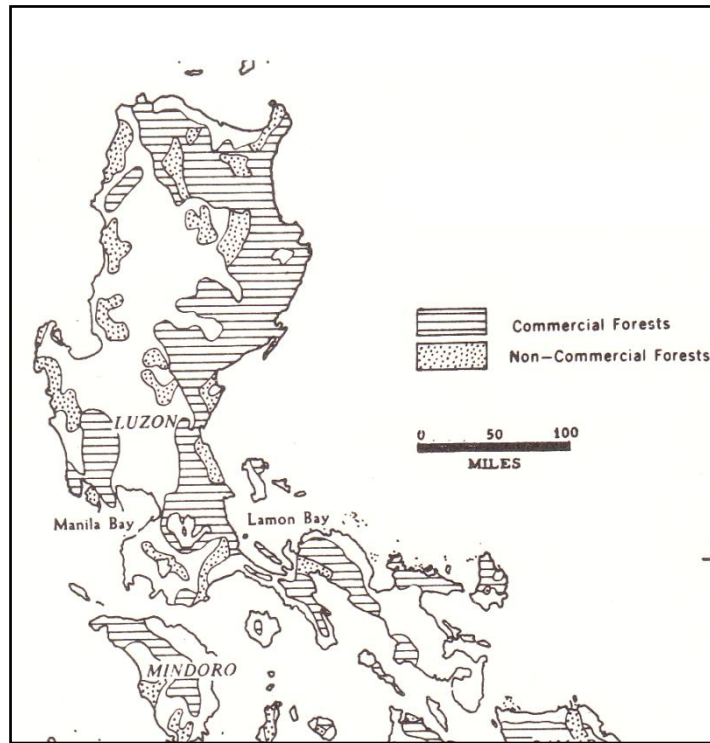 Commercial Forests
Non-Commercial Forests
0 50 100
MILES
LUZON
Manila Bay
Lamon Bay
MINDORO